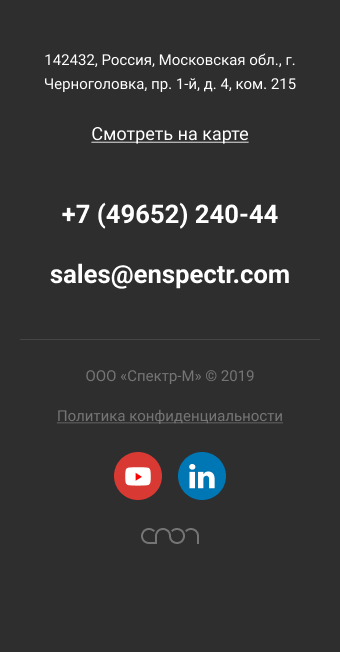 142432, Россия, Московская обл., г.
Черноголовка, пр. 1-й, д. 4, ком. 215
Смотреть на карте
+7 (49652) 240-44
sales@enspectr.com
ООО «Спектр-М» © 2019
Политика конфиденциальности
in